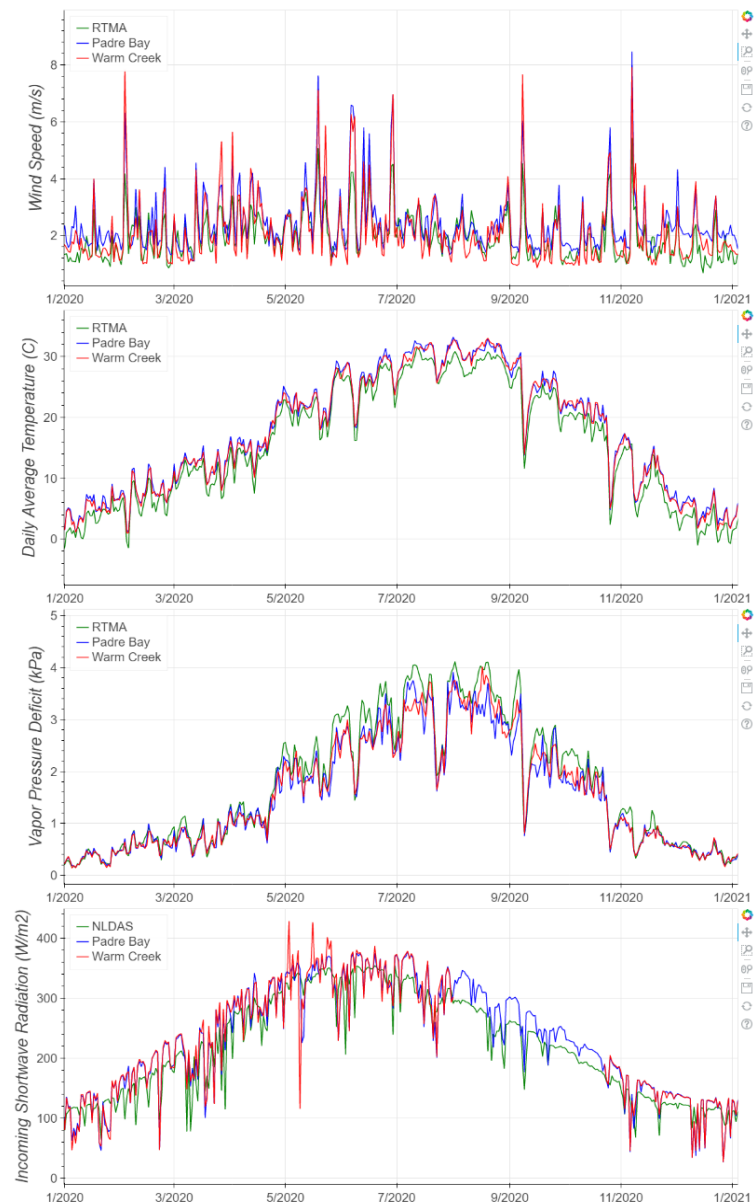 Wind Speed (m/s)
RTMA
Padre Bay
Warm Creek
8
6
4
2
1/2020 3/2020 5/2020 7/2020 9/2020 11/2020 1/2021
Daily Average Temperature (C)
RTMA
Padre Bay
Warm Creek
30
20
10
0
1/2020 3/2020 5/2020 7/2020 9/2020 11/2020 1/2021
Vapor Pressure Deficit (kPa)
RTMA
Padre Bay
Warm Creek
5
4
3
2
1
0
1/2020 3/2020 5/2020 7/2020 9/2020 11/2020 1/2021
Incoming Shortwave Radiation (W/m2)
NLDAS
Padre Bay
Warm Creek
400
300
200
100
0
1/2020 3/2020 5/2020 7/2020 9/2020 11/2020 1/2021